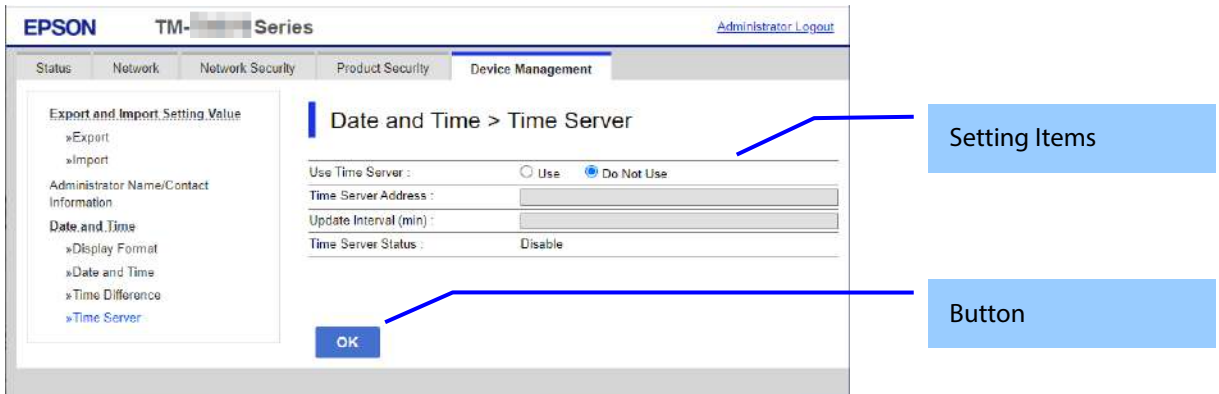 EPSON TM- Series Administrator Logout
Status Network Network Security Product Security Device Management
Export and Import Setting Value
»Export
»Import
Administrator Name/Contact
Information
Date and Time
»Display Format
»Date and Time
»Time Difference
»Time Server
Date and Time > Time Server
Use Time Server : Use Do Not Use
Time Server Address :
Update Interval (min) :
Time Server Status : Disable
OK
Setting Items
Button